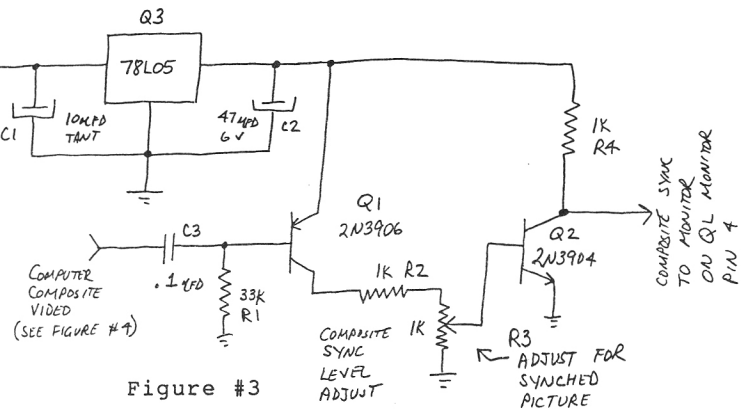 Q3
78L05
C1
10MFD
TANT
47MFD
6V
C2
1K
R4
COMPOSITE SYNC
TO MONITOR
ON QL MONITOR
PIN 4
Q1
2N3906
Q2
2N3904
C3
.1MFD
COMPUTER
COMPOSITE
VIDEO
(SEE FIGURE #4)
33K
R1
1K R2
1K
COMPOSITE
SYNC
LEVEL
ADJUST
R3
ADJUST FOR
SYNCHED
PICTURE
Figure #3